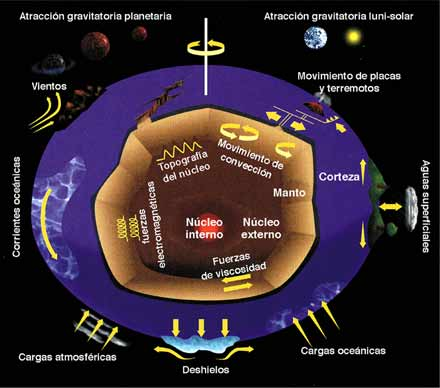 Atracción gravitatoria planetaria
Atracción gravitatoria luni-solar
Vientos
Movimiento de placas
y terremotos
Topografía
del núcleo
Movimiento de
convección
Corteza
Manto
Corrientes oceánicas
fuerzas
electromagnéticas
Núcleo
interno
Núcleo
externo
Aguas superficiales
Fuerzas
de viscosidad
Cargas atmosféricas
Deshielos
Cargas oceánicas